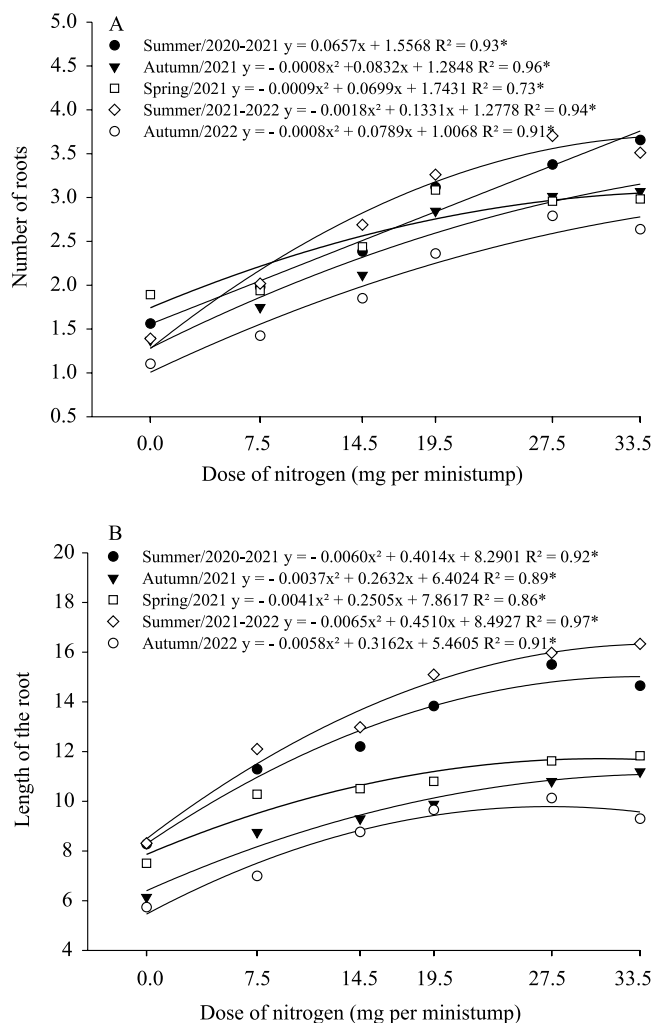 A
Summer/2020-2021 y = 0.0657x + 1.5568 R² = 0.93*
Autumn/2021 y = - 0.0008x² +0.0832x + 1.2848 R² = 0.96*
Spring/2021 y = - 0.0009x² + 0.0699x + 1.7431 R² = 0.73*
Summer/2021-2022 y = - 0.0018x² + 0.1331x + 1.2778 R² = 0.94*
Autumn/2022 y = - 0.0008x² + 0.0789x + 1.0068 R² = 0.91*
5.0
4.5
4.0
3.5
3.0
2.5
2.0
1.5
1.0
0.5
Number of roots
0.0 7.5 14.5 19.5 27.5 33.5
Dose of nitrogen (mg per ministump)
B
Summer/2020-2021 y = - 0.0060x² + 0.4014x + 8.2901 R² = 0.92*
Autumn/2021 y = - 0.0037x² + 0.2632x + 6.4024 R² = 0.89*
Spring/2021 y = - 0.0041x² + 0.2505x + 7.8617 R² = 0.86*
Summer/2021-2022 y = - 0.0065x² + 0.4510x + 8.4927 R² = 0.97*
Autumn/2022 y = - 0.0058x² + 0.3162x + 5.4605 R² = 0.91*
20
18
16
14
12
10
8
6
4
Length of the root
0.0 7.5 14.5 19.5 27.5 33.5
Dose of nitrogen (mg per ministump)